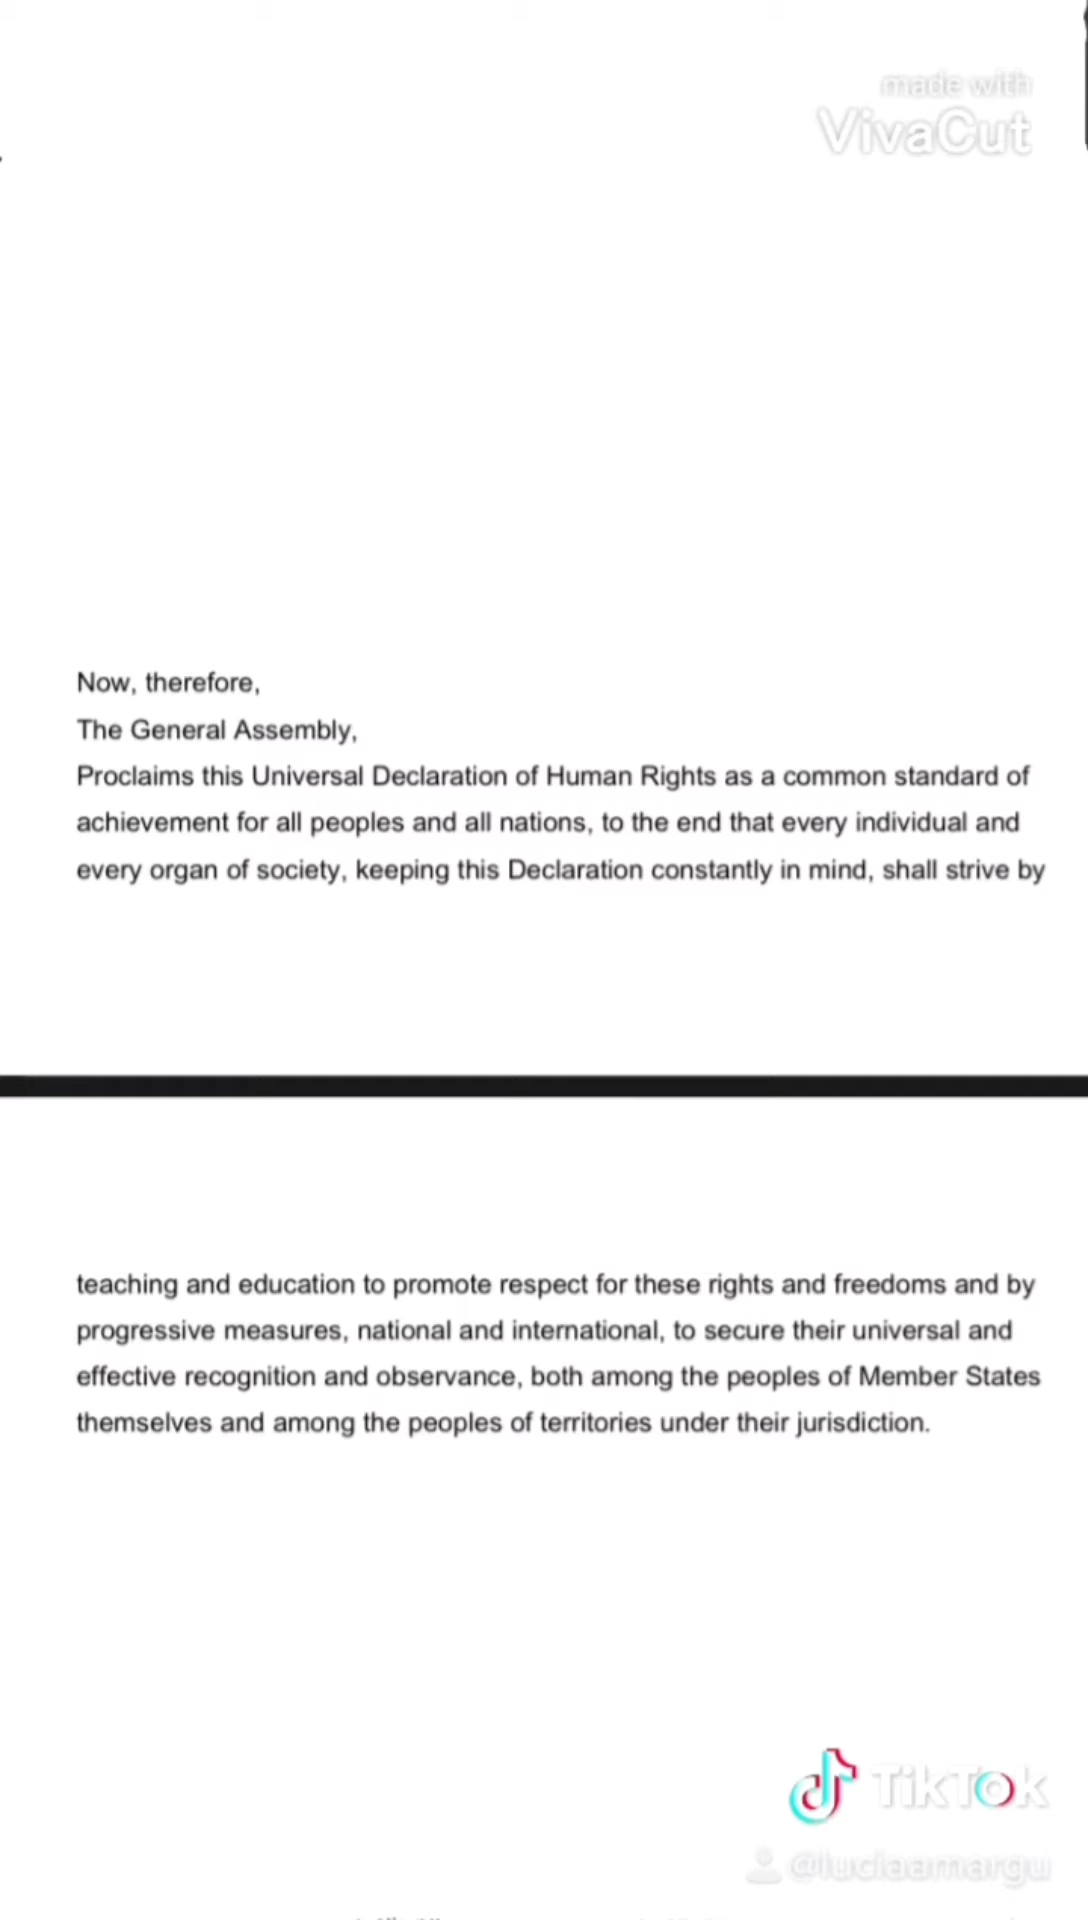 made with
VivaCut
Now, therefore,
The General Assembly,
Proclaims this Universal Declaration of Human Rights as a common standard of
achievement for all peoples and all nations, to the end that every individual and
every organ of society, keeping this Declaration constantly in mind, shall strive by
teaching and education to promote respect for these rights and freedoms and by
progressive measures, national and international, to secure their universal and
effective recognition and observance, both among the peoples of Member States
themselves and among the peoples of territories under their jurisdiction.
TikTok
@luciaamargu